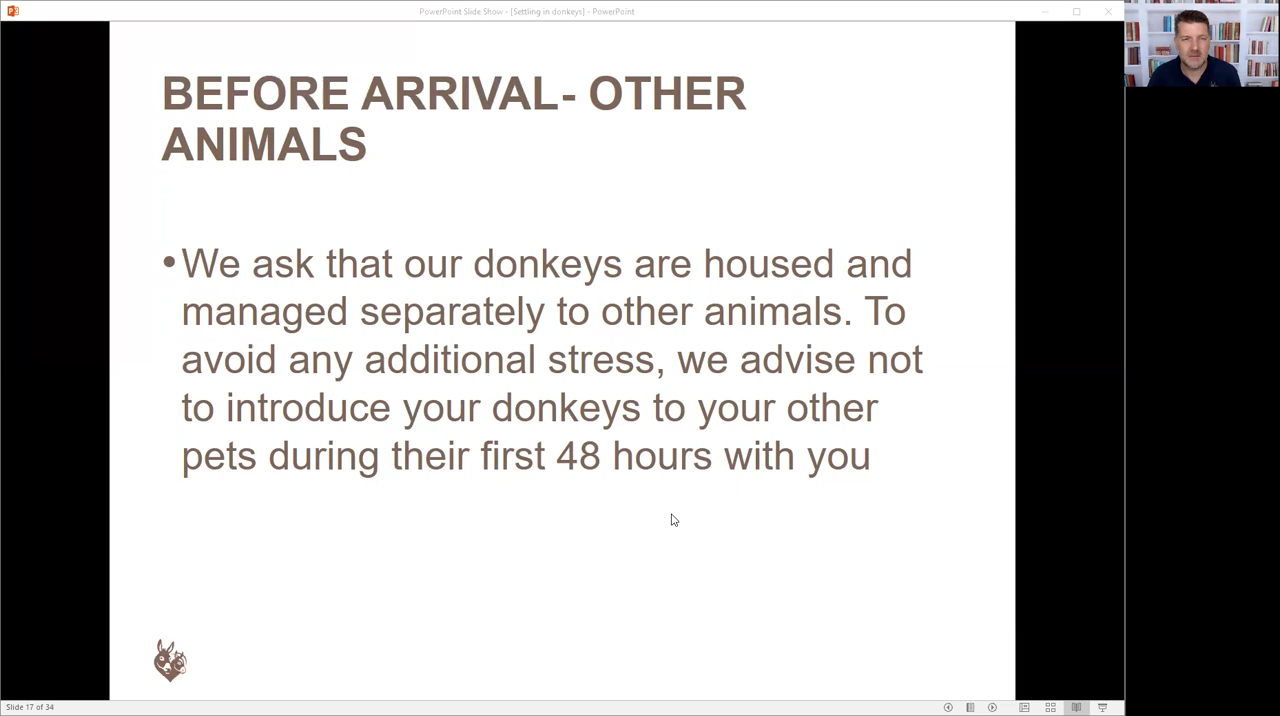 PowerPoint Slide Show - [Settling in donkeys] - PowerPoint
BEFORE ARRIVAL- OTHER
ANIMALS
•We ask that our donkeys are housed and
managed separately to other animals. To
avoid any additional stress, we advise not
to introduce your donkeys to your other
pets during their first 48 hours with you
Slide 17 of 34